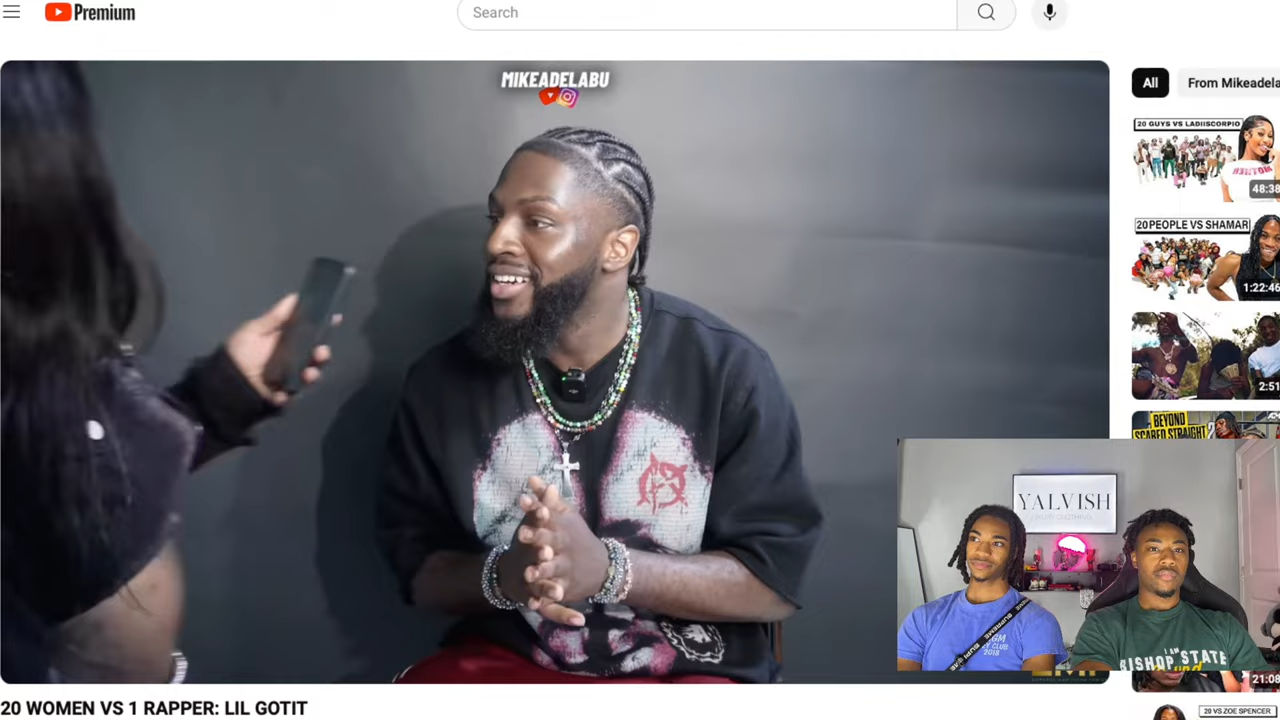 Premium
Search
MIKEADELABU
All
From Mikeadela
20 GUYS VS LADIISCORPIO
48:38
20 PEOPLE VS SHAMAR
1:22:46
2:51
BEYOND
SCARED STRAIGHT
YALVISH
SUPREME
2018
BISHOP STATE
21:08
20 VS ZOE SPENCER
20 WOMEN VS 1 RAPPER: LIL GOTIT